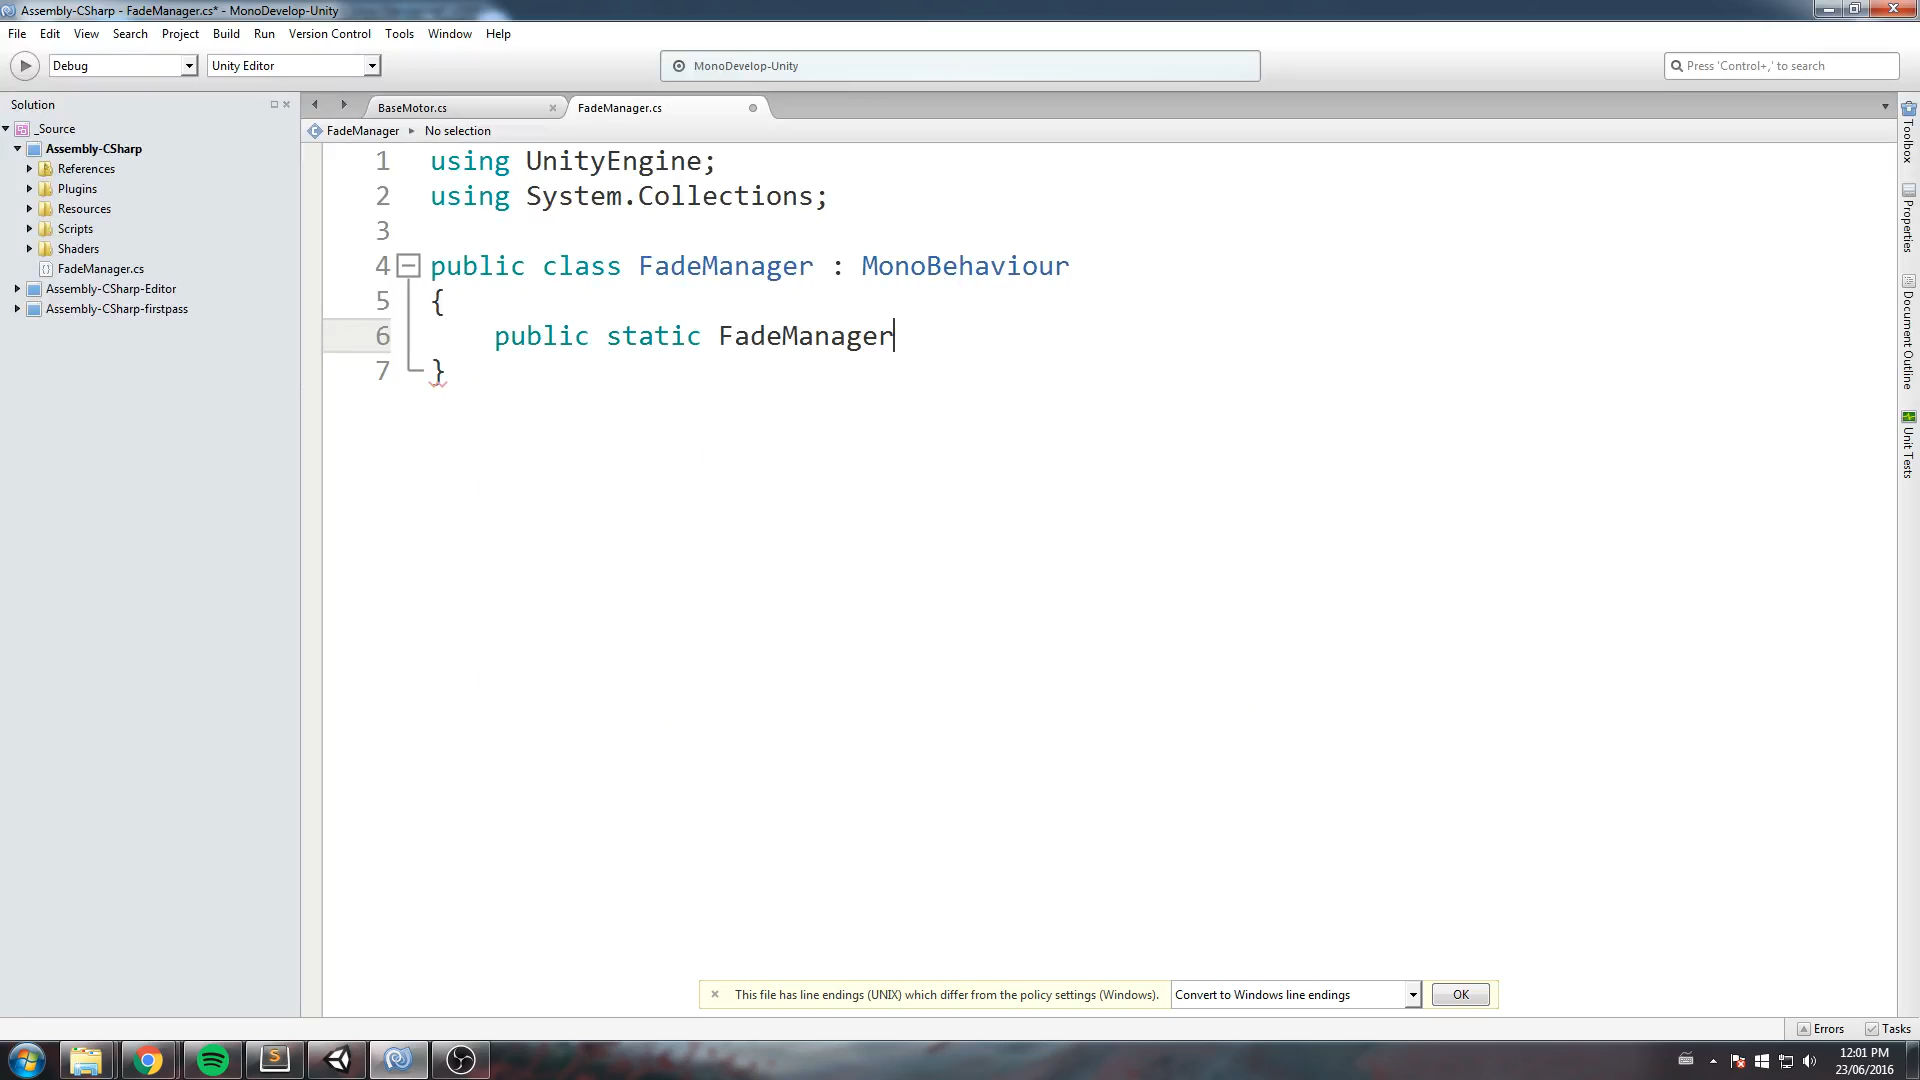 Assembly-CSharp - FadeManager.cs* - MonoDevelop-Unity
File Edit View Search Project Build Run Version Control Tools Window Help
Debug Unity Editor MonoDevelop-Unity Press 'Control+,' to search
Solution
_Source
Assembly-CSharp
References
Plugins
Resources
Scripts
Shaders
FadeManager.cs
Assembly-CSharp-Editor
Assembly-CSharp-firstpass
BaseMotor.cs FadeManager.cs
FadeManager No selection
1 using UnityEngine;
2 using System.Collections;
3
4 public class FadeManager : MonoBehaviour
5 {
6 public static FadeManager
7 }
Toolbox
Properties
Document Outline
Unit Tests
This file has line endings (UNIX) which differ from the policy settings (Windows). Convert to Windows line endings OK
Errors Tasks
12:01 PM
23/06/2016